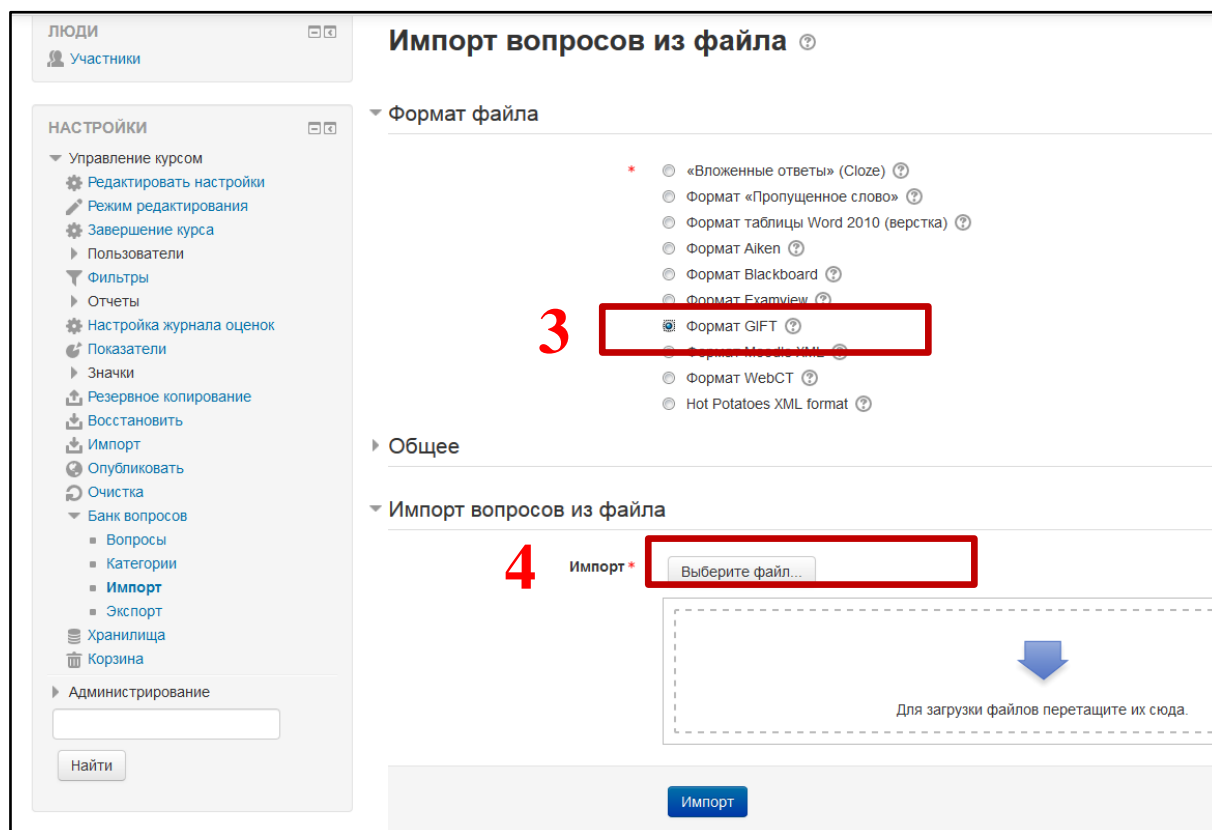 ЛЮДИ
Участники
НАСТРОЙКИ
Управление курсом
Редактировать настройки
Режим редактирования
Завершение курса
Пользователи
Фильтры
Отчеты
Настройка журнала оценок
Показатели
Значки
Резервное копирование
Восстановить
Импорт
Опубликовать
Очистка
Банк вопросов
Вопросы
Категории
Импорт
Экспорт
Хранилища
Корзина
Администрирование
Найти
Импорт вопросов из файла
Формат файла
* «Вложенные ответы» (Cloze)
Формат «Пропущенное слово»
Формат таблицы Word 2010 (верстка)
Формат Aiken
Формат Blackboard
Формат Examview
3 Формат GIFT
Формат Moodle XML
Формат WebCT
Hot Potatoes XML format
Общее
Импорт вопросов из файла
4 Импорт * Выберите файл...
Для загрузки файлов перетащите их сюда.
Импорт